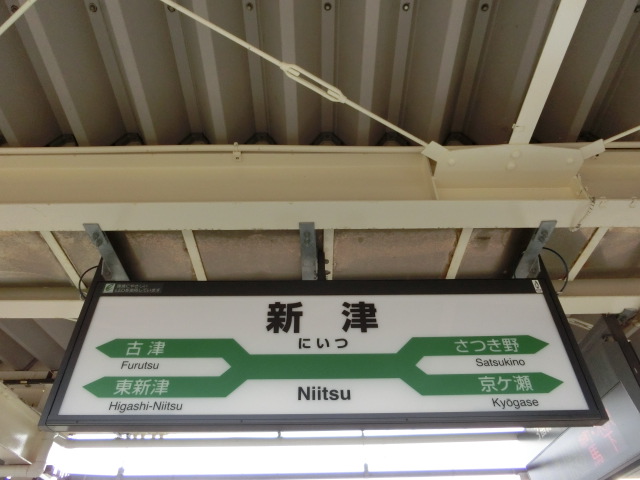 新津
にいつ
古津
Furutsu
さつき野
Satsukino
東新津
Higashi-Niitsu
Niitsu
京ケ瀬
Kyōgase